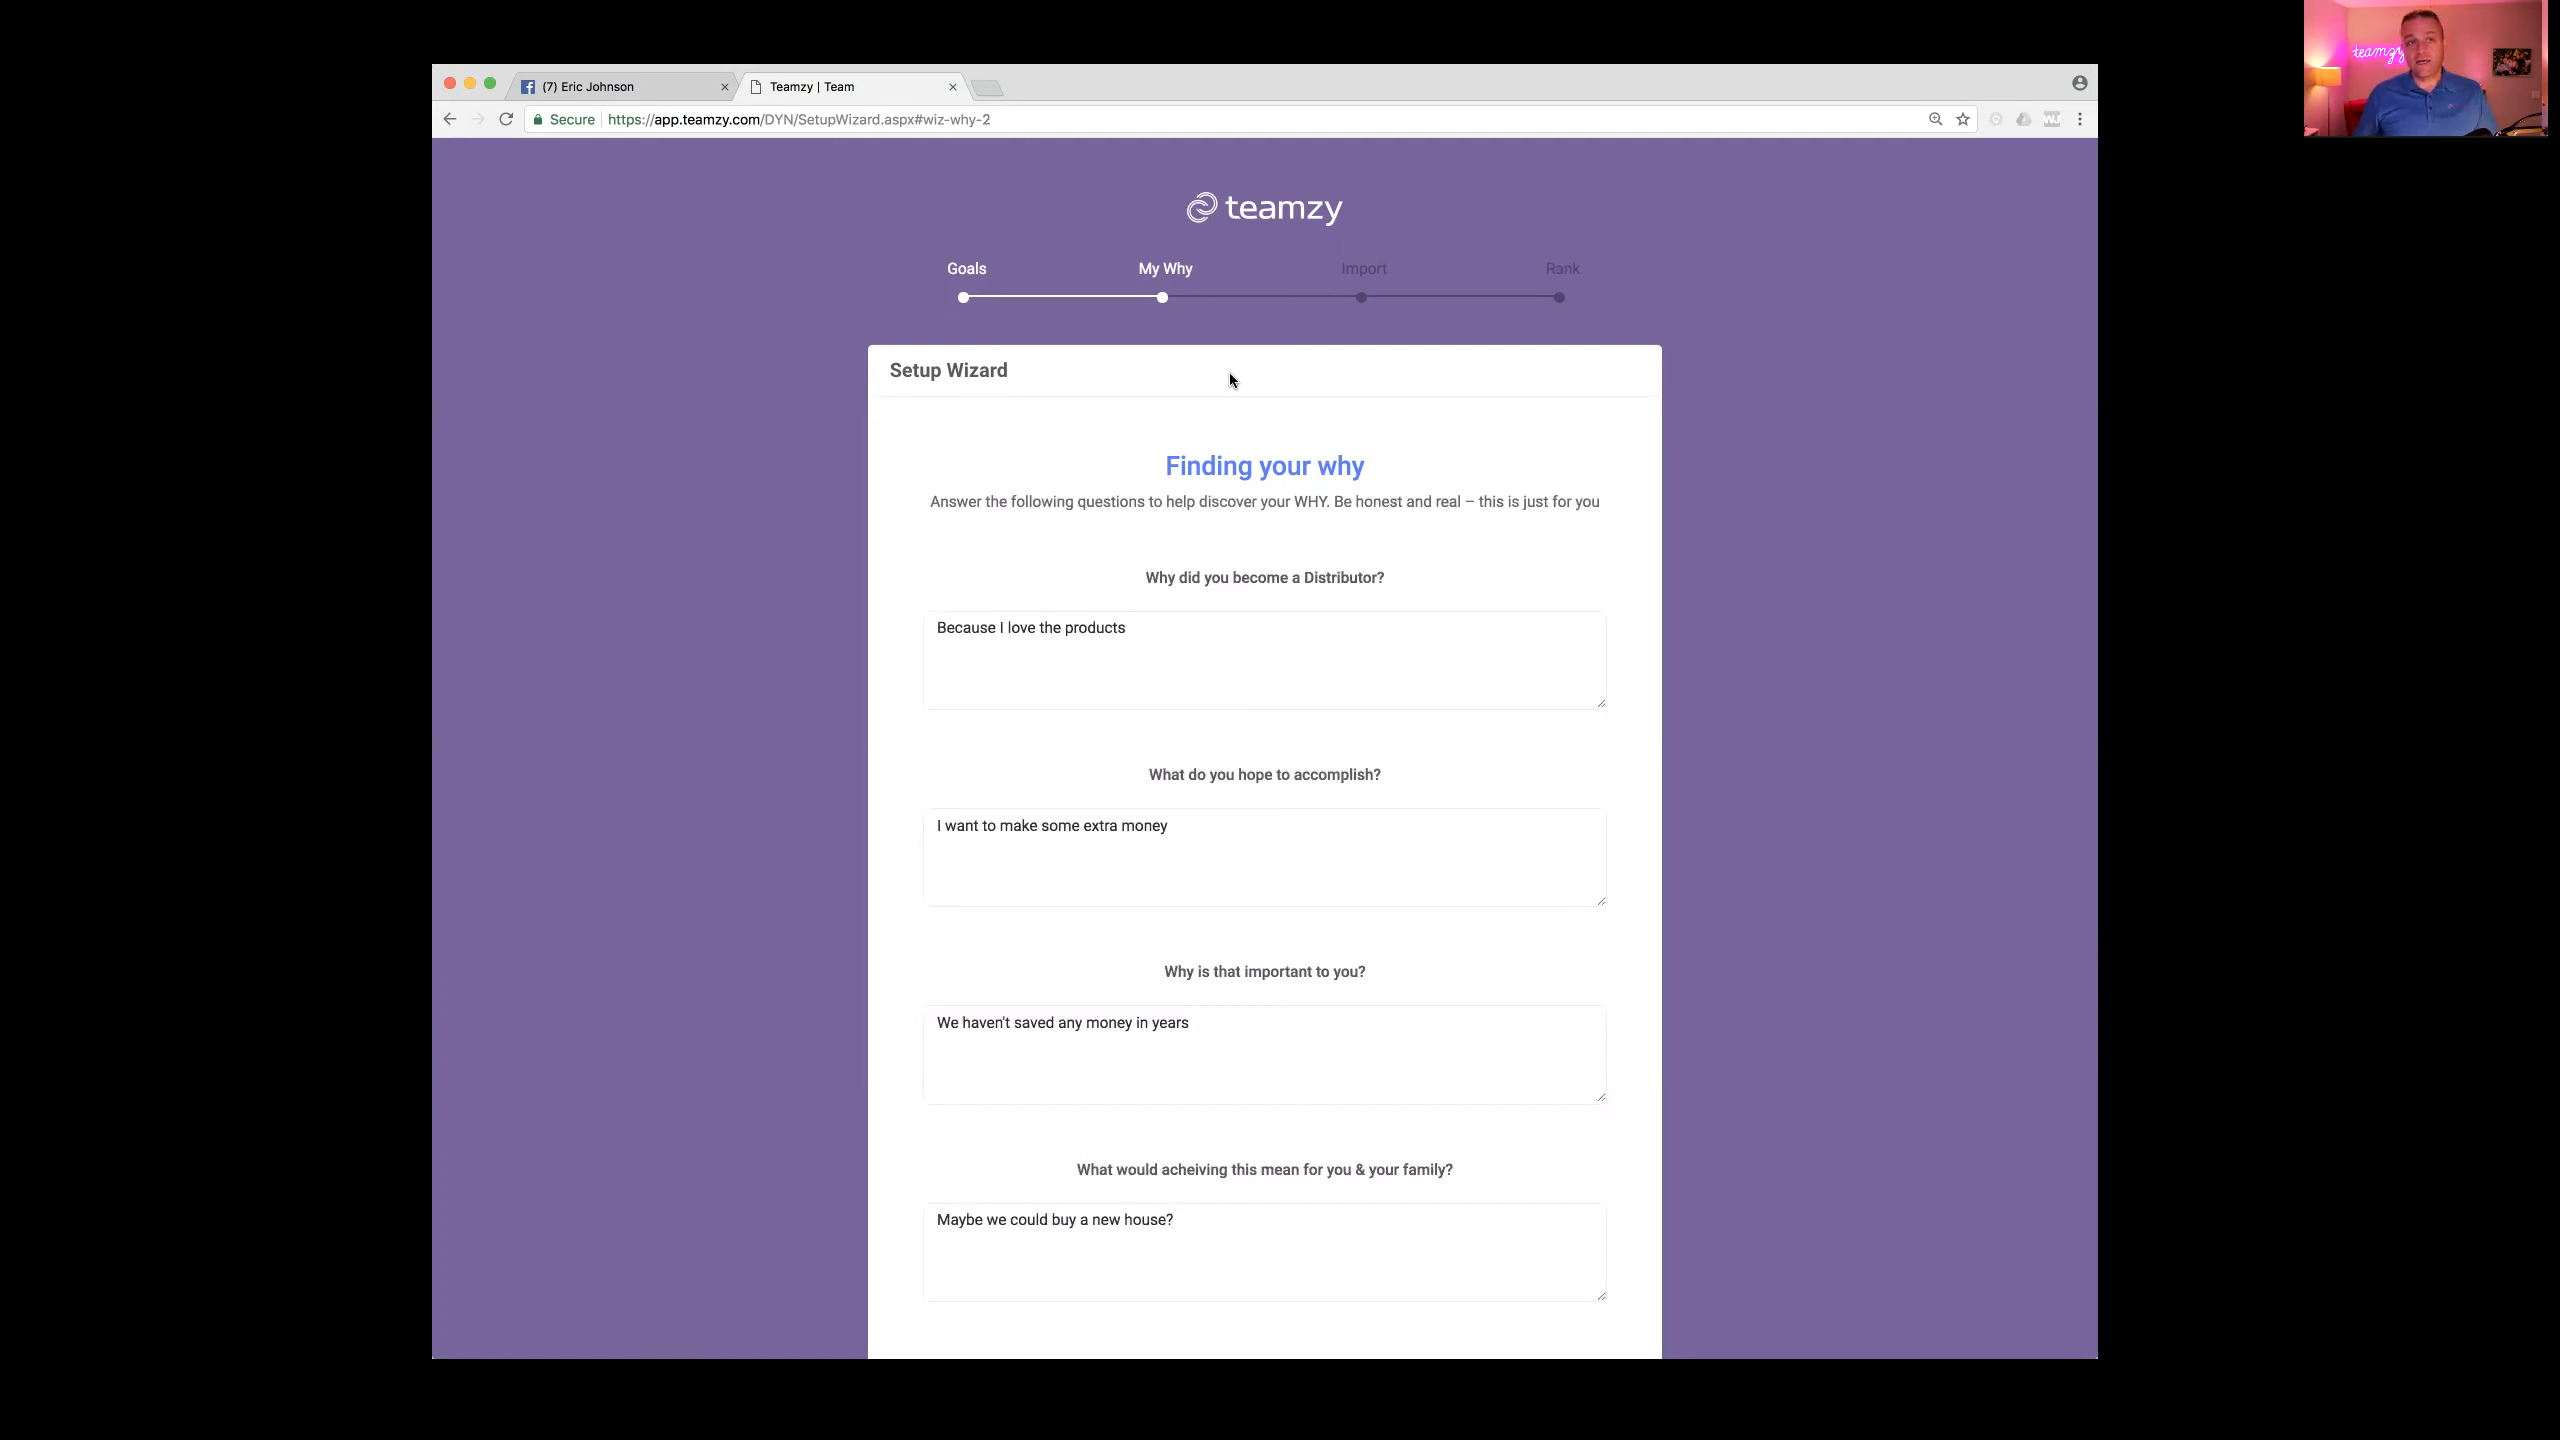 (7) Eric Johnson
Teamzy | Team
teamzy
Secure
https://app.teamzy.com/DYN/SetupWizard.aspx#wiz-why-2
WJ
teamzy
Goals
My Why
Import
Rank
Setup Wizard
Finding your why
Answer the following questions to help discover your WHY. Be honest and real – this is just for you
Why did you become a Distributor?
Because I love the products
What do you hope to accomplish?
I want to make some extra money
Why is that important to you?
We haven't saved any money in years
What would acheiving this mean for you & your family?
Maybe we could buy a new house?